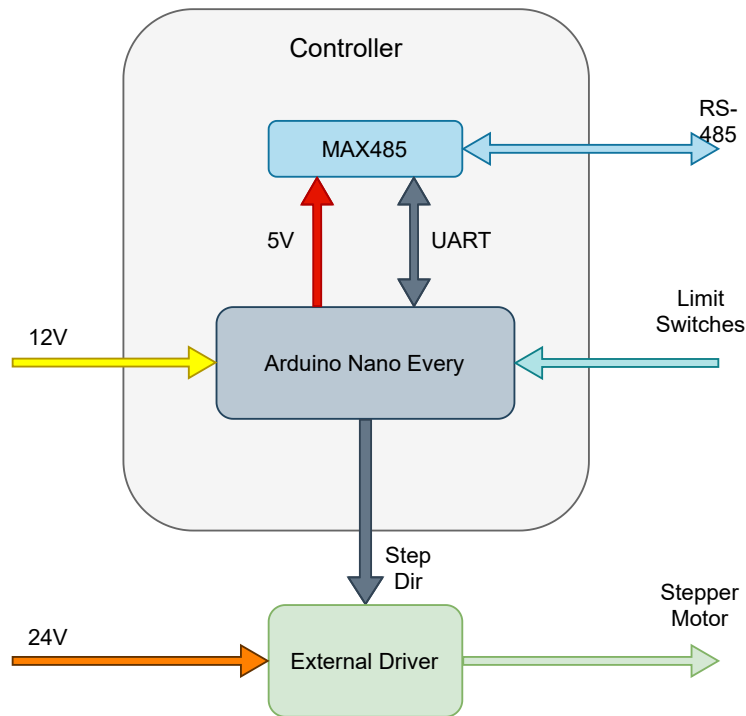 Controller
RS-
485
MAX485
5V
UART
Limit
Switches
12V
Arduino Nano Every
Step
Dir
Stepper
Motor
24V
External Driver